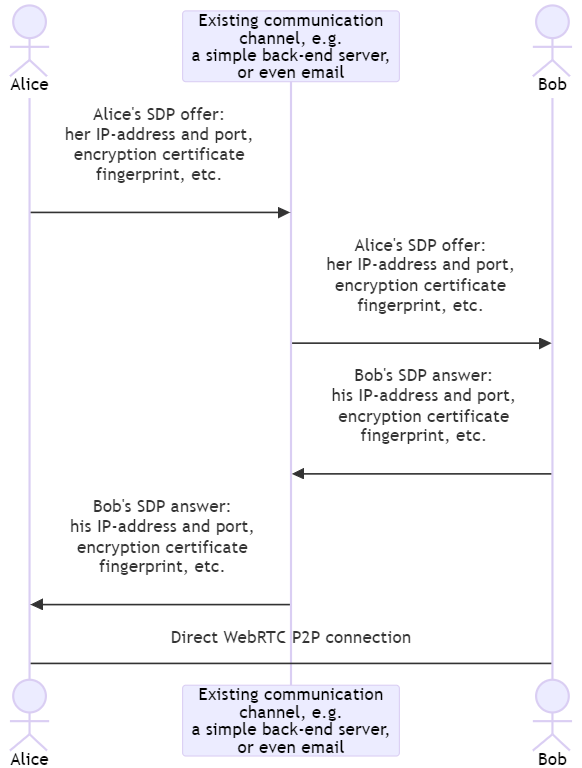 Existing communication
channel, e.g.
a simple back-end server,
or even email
Alice
Bob
Alice's SDP offer:
her IP-address and port,
encryption certificate
fingerprint, etc.
Alice's SDP offer:
her IP-address and port,
encryption certificate
fingerprint, etc.
Bob's SDP answer:
his IP-address and port,
encryption certificate
fingerprint, etc.
Bob's SDP answer:
his IP-address and port,
encryption certificate
fingerprint, etc.
Direct WebRTC P2P connection
Existing communication
channel, e.g.
a simple back-end server,
or even email
Alice
Bob